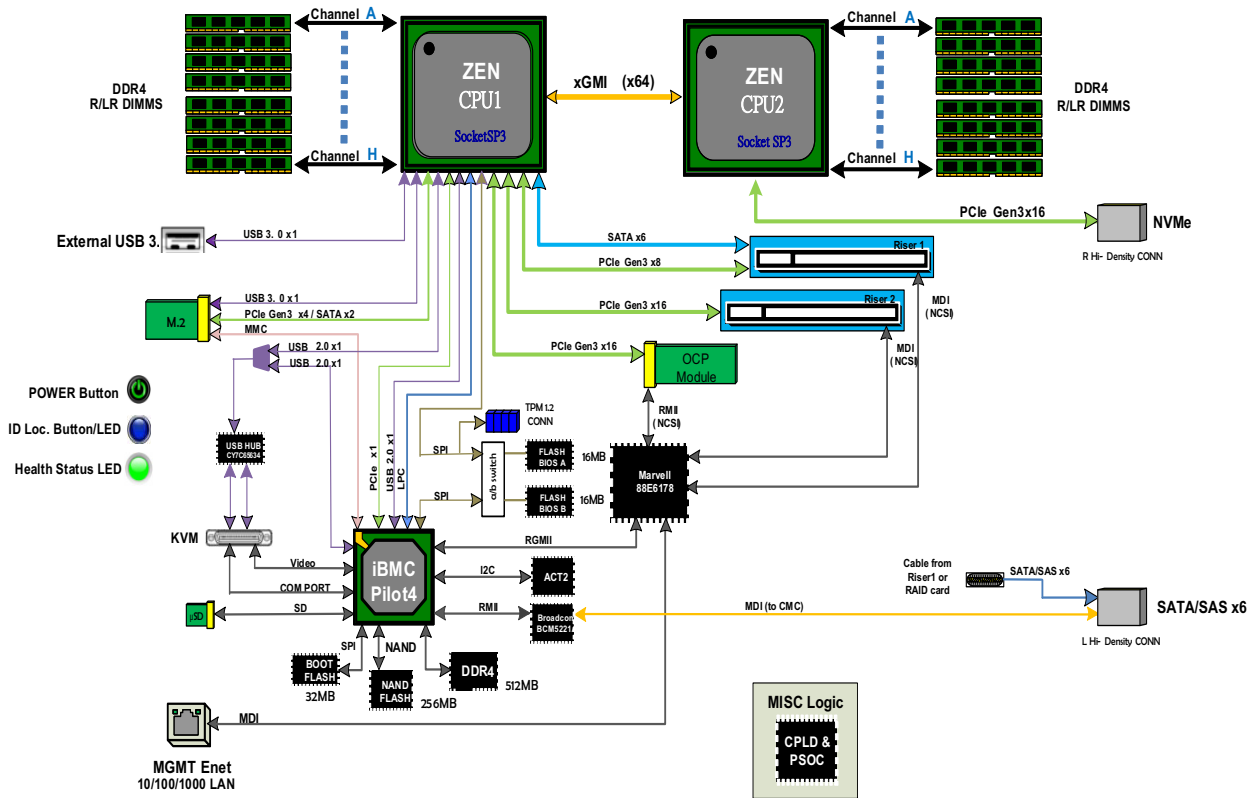 Channel A
Channel A
ZEN
CPU1
SocketSP3
xGMI (x64)
ZEN
CPU2
Socket SP3
DDR4
R/LR DIMMS
DDR4
R/LR DIMMS
Channel H
Channel H
PCIe Gen3x16
NVMe
R Hi- Density CONN
External USB 3.
USB 3. 0 x1
SATA x6
Riser 1
PCIe Gen3 x8
MDI
(NCSI)
M.2
USB 3. 0 x1
PCIe Gen3 x4 / SATA x2
MMC
PCIe Gen3 x16
Riser 2
MDI
(NCSI)
USB 2.0 x1
USB 2.0 x1
PCIe Gen3 x16
OCP
Module
POWER Button
ID Loc. Button/LED
Health Status LED
USB HUB
CY7C65634
PCIe x1
USB 2.0 x1
LPC
TPM1.2
CONN
RMII
(NCSI)
SPI
a/b switch
FLASH
BIOS A
16MB
SPI
FLASH
BIOS B
16MB
Marvell
88E6178
KVM
Video
COM PORT
iBMC
Pilot4
RGMII
I2C
ACT2
Cable from
Riser1 or
RAID card
SATA/SAS x6
µSD
SD
RMII
Broadcon
BCM5221
MDI (to CMC)
SATA/SAS x6
L Hi- Density CONN
SPI
NAND
BOOT
FLASH
32MB
NAND
FLASH
256MB
DDR4
512MB
MDI
MGMT Enet
10/100/1000 LAN
MISC Logic
CPLD &
PSOC